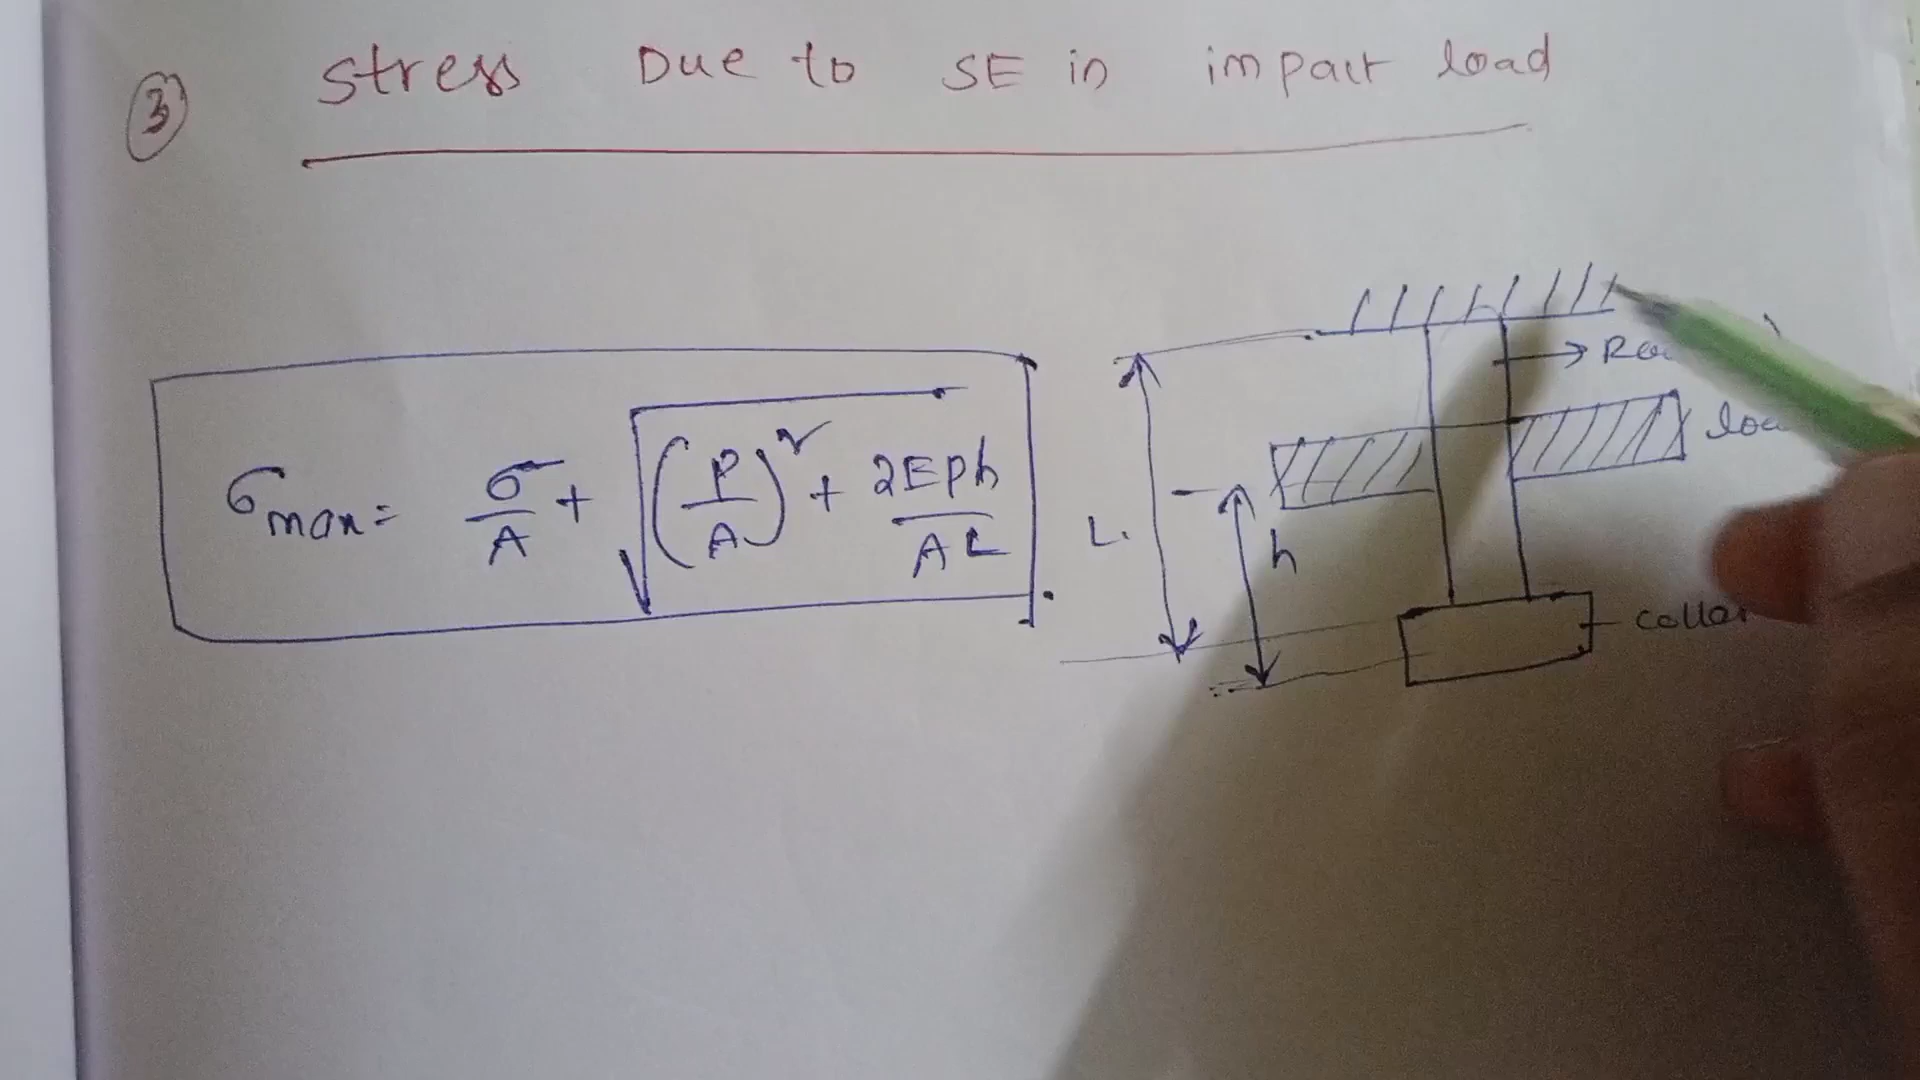 3
stress Due to SE in impact load
σmax = σ/A + √((P/A)² + 2EPh/AL)
L.
h
collar